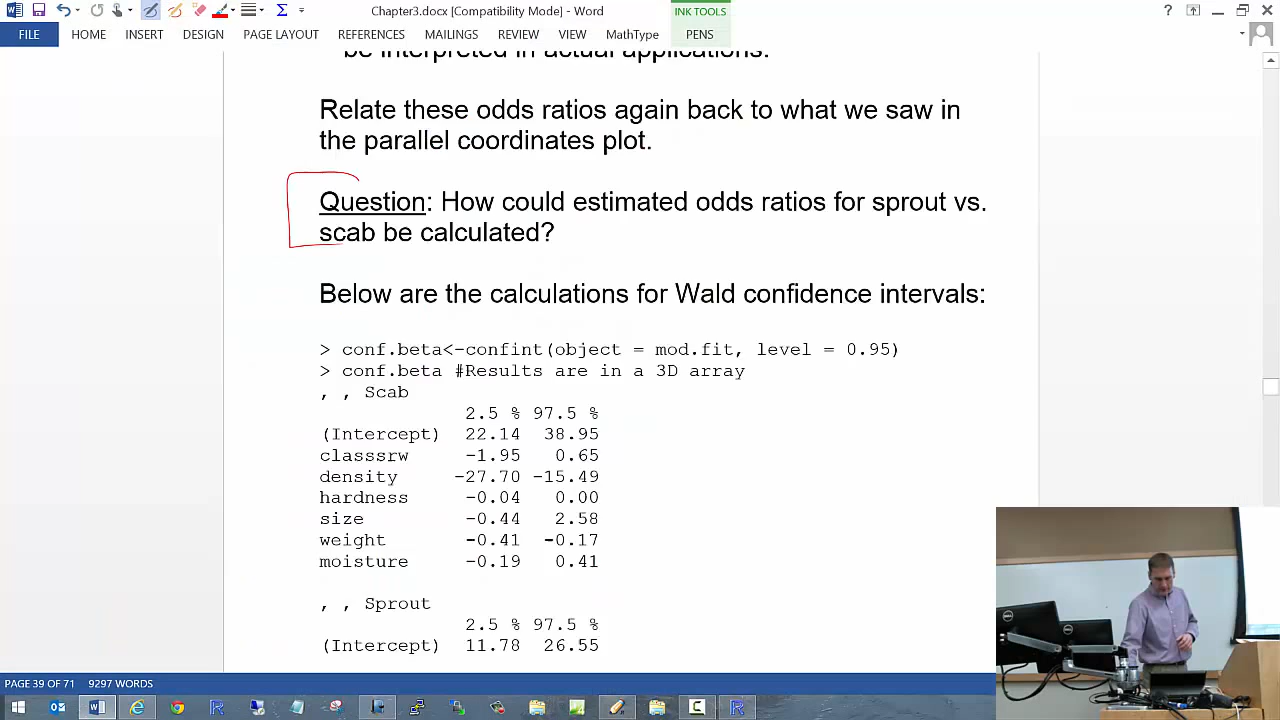 Chapter3.docx [Compatibility Mode] - Word
INK TOOLS
FILE HOME INSERT DESIGN PAGE LAYOUT REFERENCES MAILINGS REVIEW VIEW MathType PENS
be interpreted in actual applications.
Relate these odds ratios again back to what we saw in
the parallel coordinates plot.
Question: How could estimated odds ratios for sprout vs.
scab be calculated?
Below are the calculations for Wald confidence intervals:
> conf.beta<-confint(object = mod.fit, level = 0.95)
> conf.beta #Results are in a 3D array
, , Scab
2.5 % 97.5 %
(Intercept) 22.14 38.95
classsrw -1.95 0.65
density -27.70 -15.49
hardness -0.04 0.00
size -0.44 2.58
weight -0.41 -0.17
moisture -0.19 0.41
, , Sprout
2.5 % 97.5 %
(Intercept) 11.78 26.55
PAGE 39 OF 71 9297 WORDS